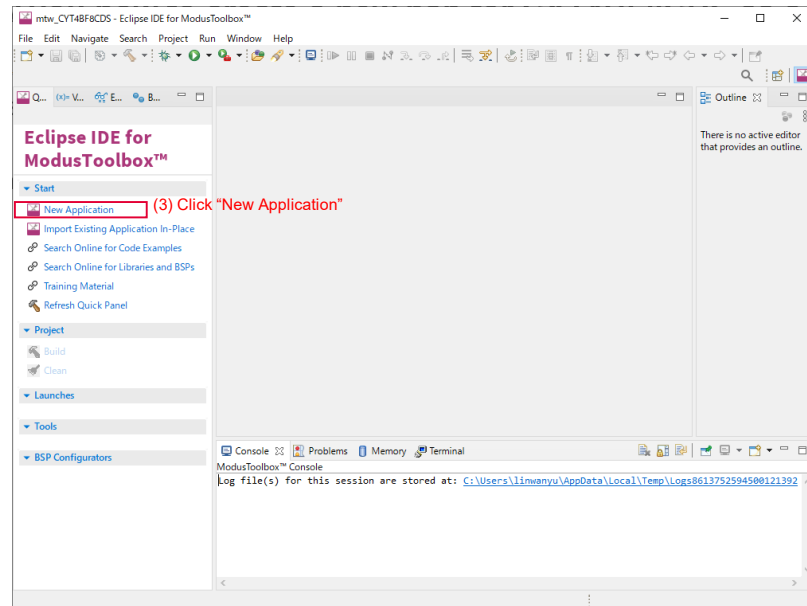 mtw_CYT4BF8CDS - Eclipse IDE for ModusToolbox™
File Edit Navigate Search Project Run Window Help
Q... (x)= V... E... B...
Outline
Eclipse IDE for
ModusToolbox™
There is no active editor
that provides an outline.
Start
New Application
(3) Click “New Application”
Import Existing Application In-Place
Search Online for Code Examples
Search Online for Libraries and BSPs
Training Material
Refresh Quick Panel
Project
Build
Clean
Launches
Tools
BSP Configurators
Console Problems Memory Terminal
ModusToolbox™ Console
Log file(s) for this session are stored at: C:\Users\linwanyu\AppData\Local\Temp\Logs8613752594500121392